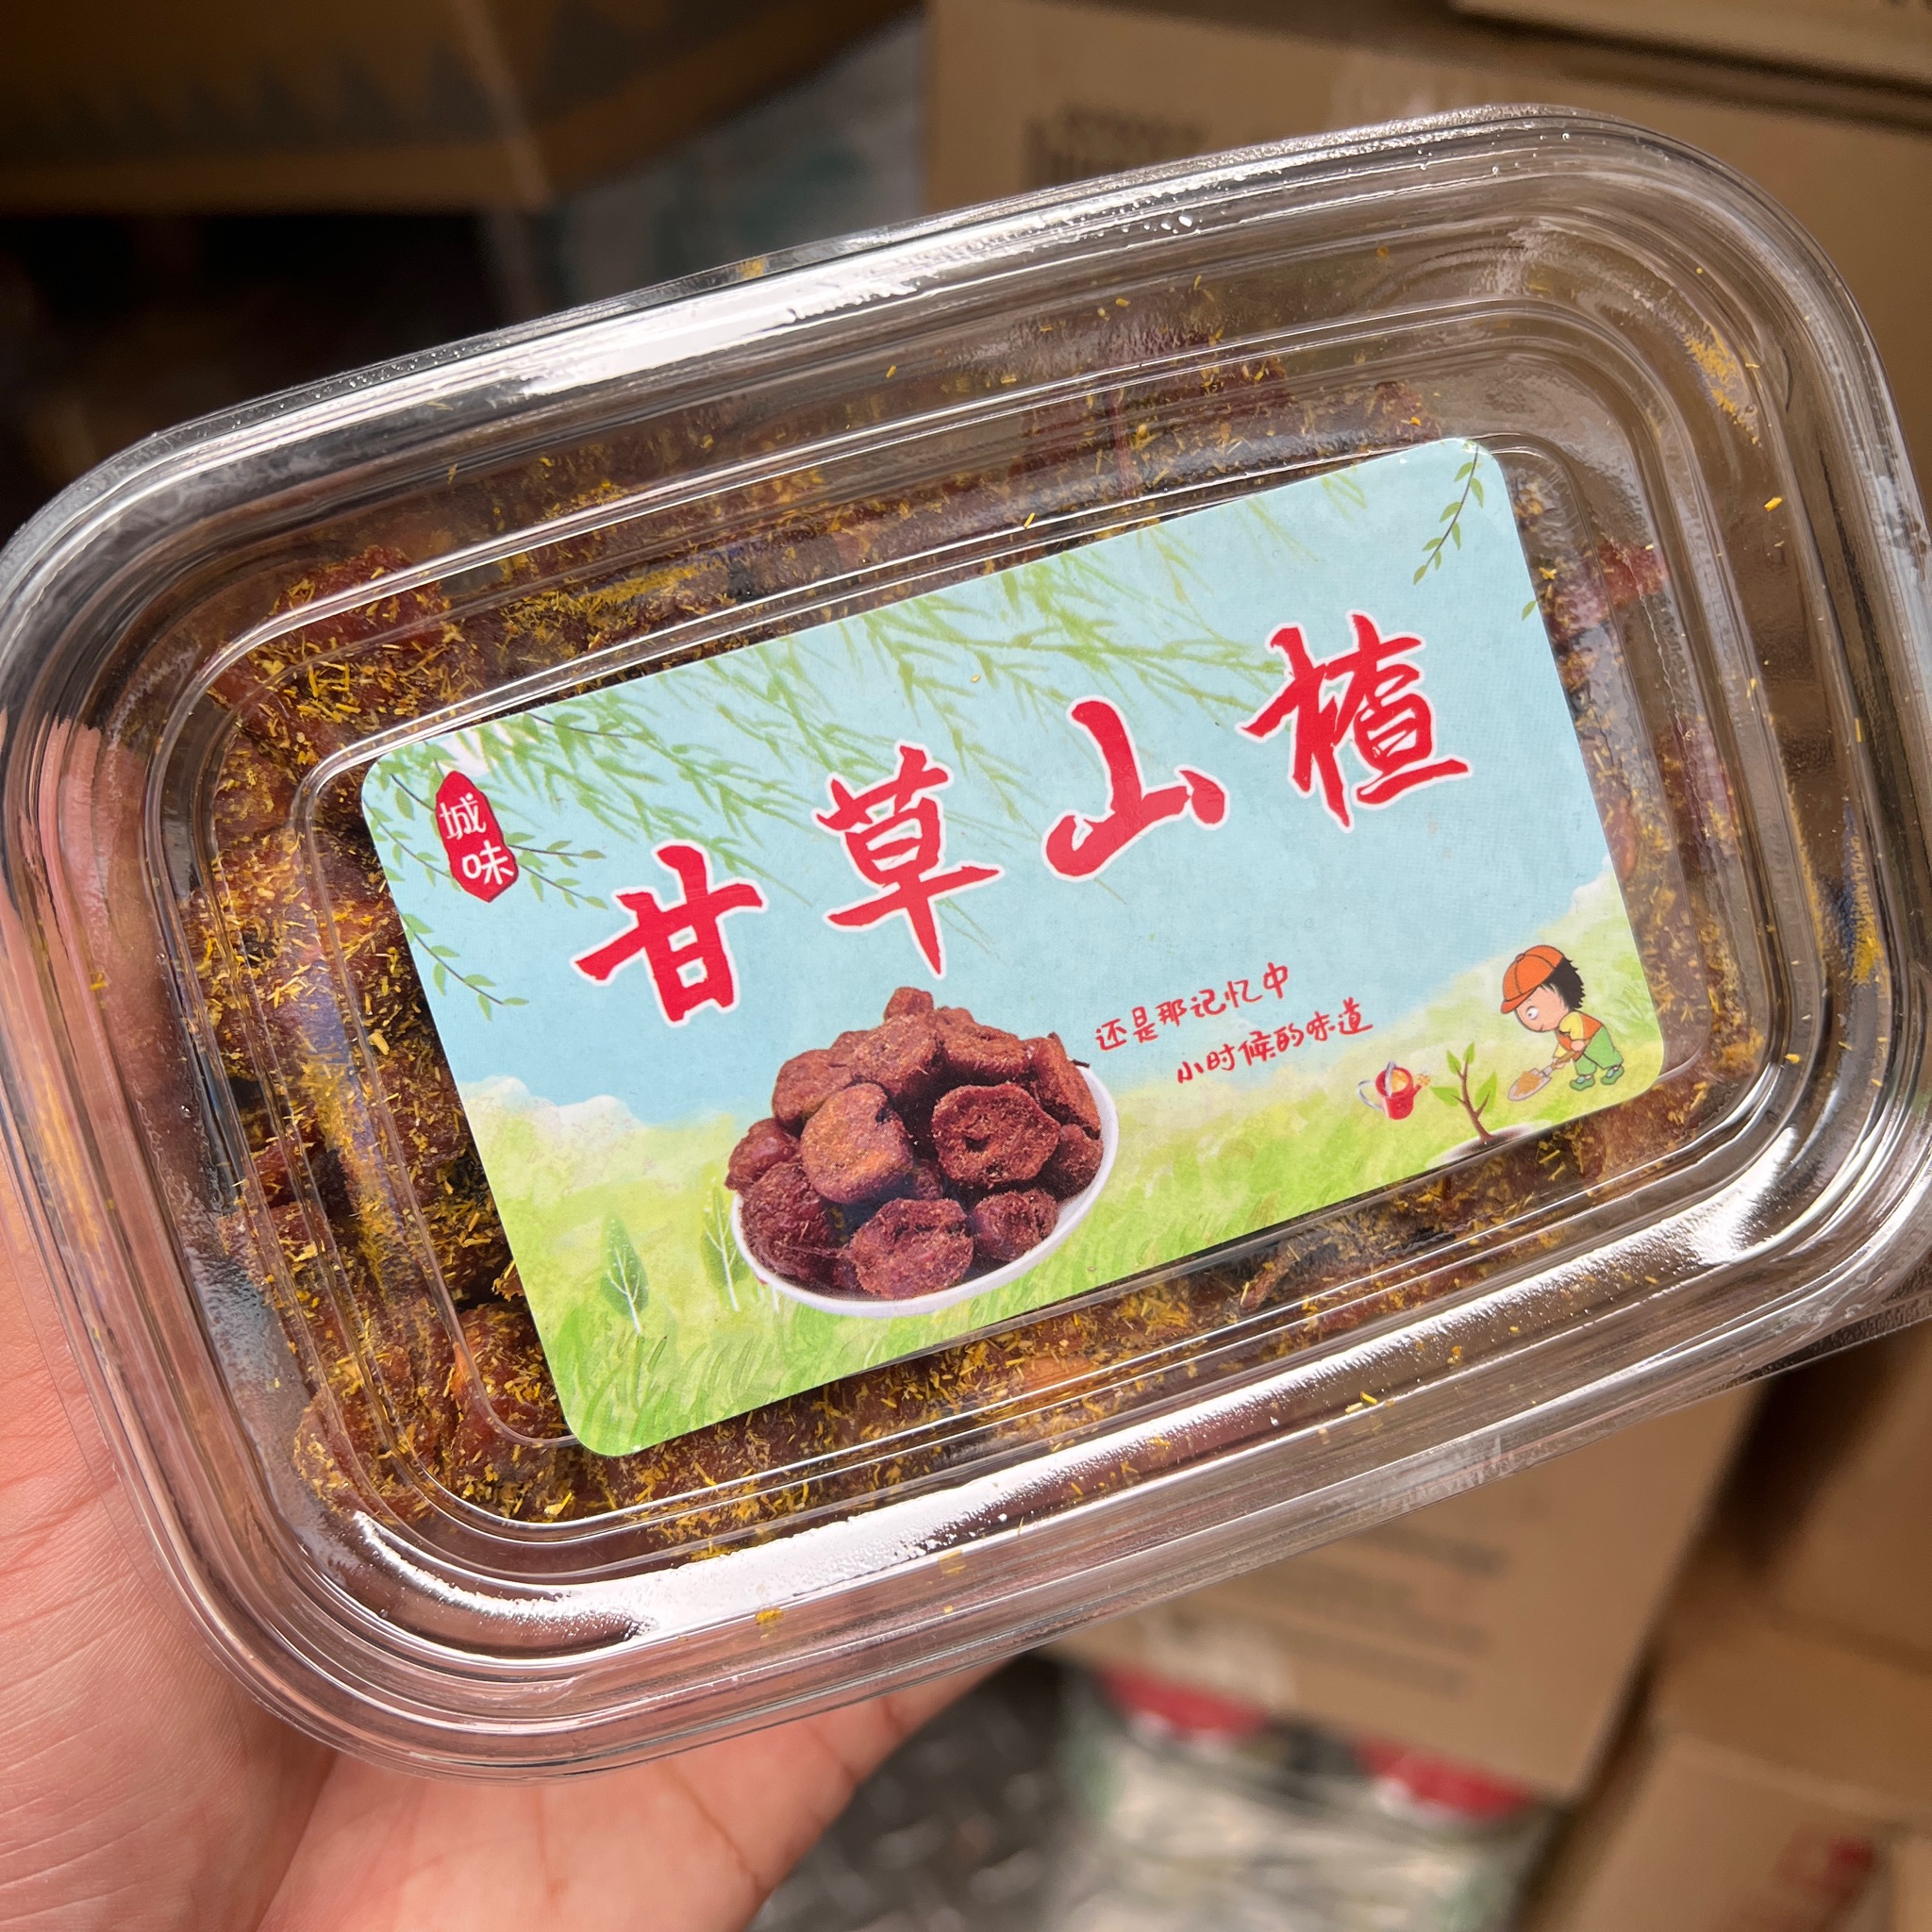 城味
甘草山楂
还是那记忆中
小时候的味道